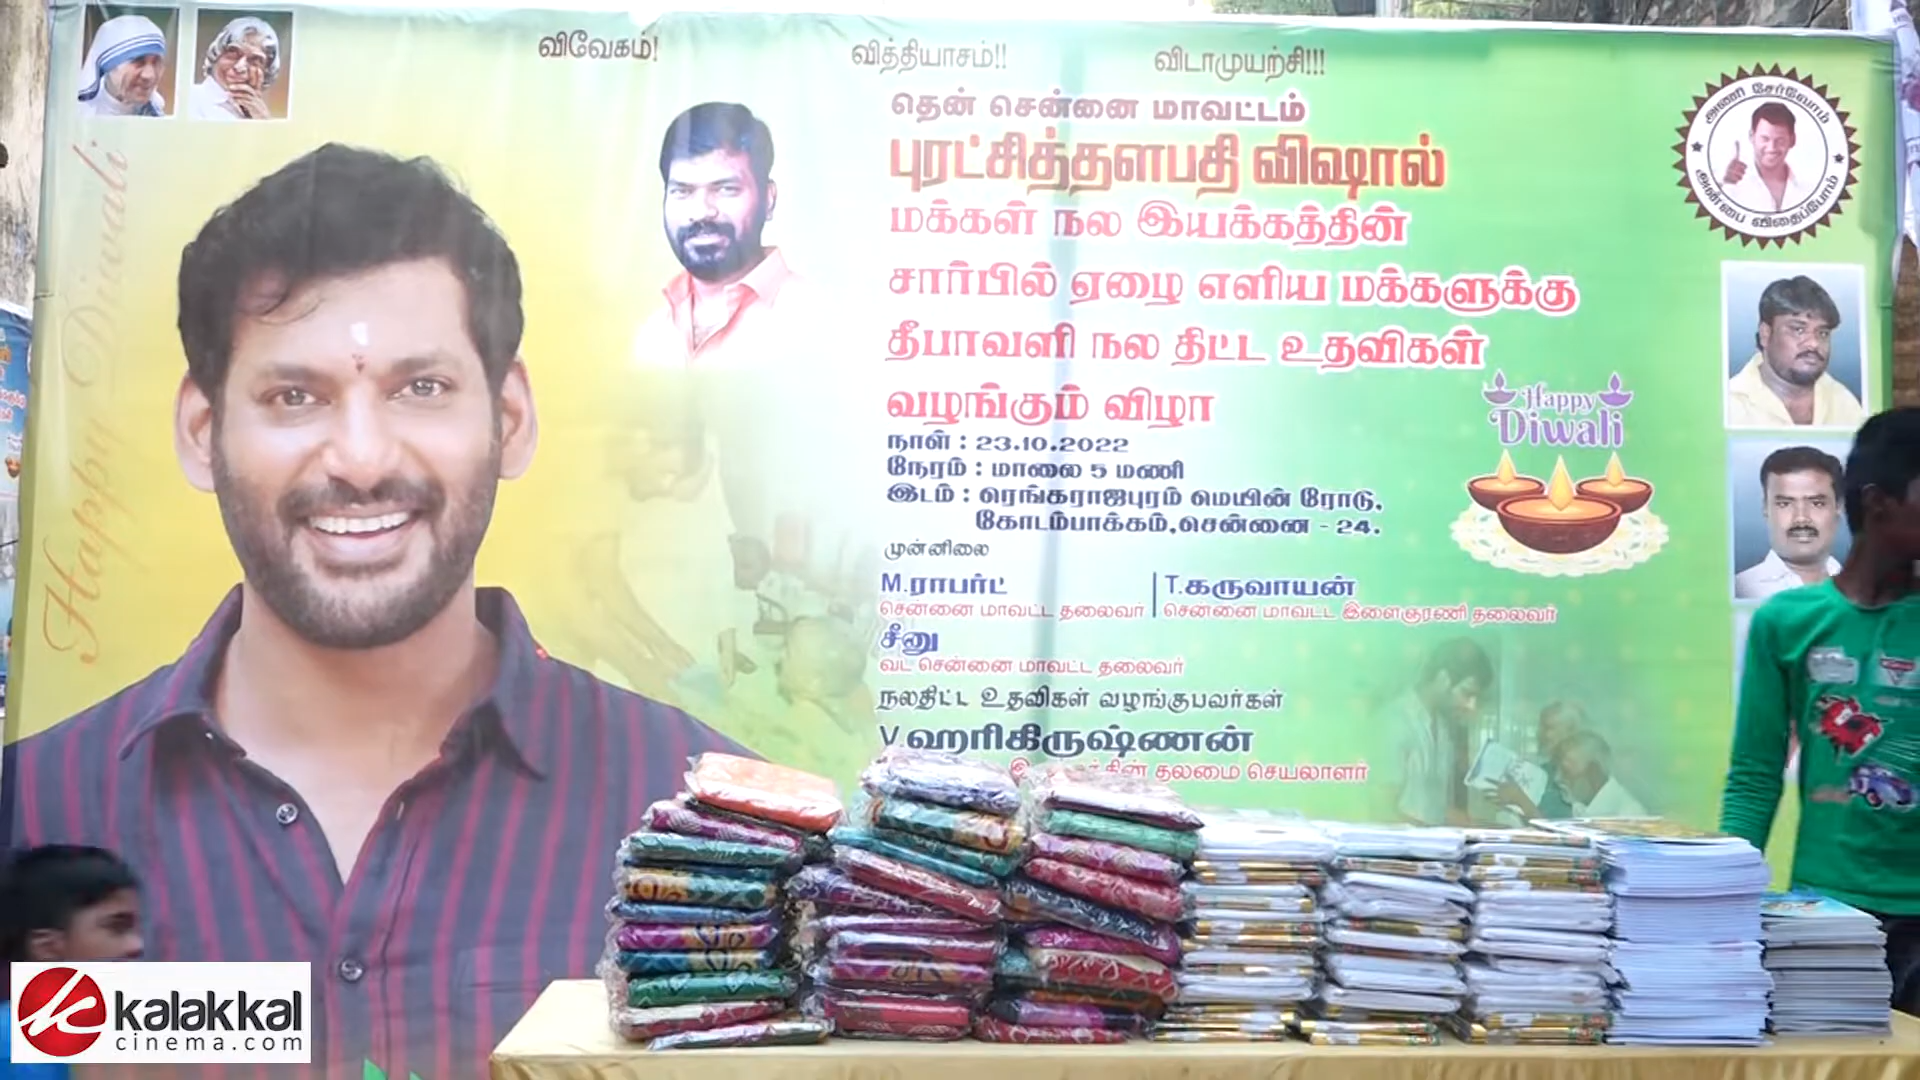 விவேகம்! வித்தியாசம்!! விடாமுயற்சி!!!
தென் சென்னை மாவட்டம்
புரட்சித்தளபதி விஷால்
மக்கள் நல இயக்கத்தின்
சார்பில் ஏழை எளிய மக்களுக்கு
தீபாவளி நல திட்ட உதவிகள்
வழங்கும் விழா
நாள் : 23.10.2022
நேரம் : மாலை 5 மணி
இடம் : ரெங்கராஜபுரம் மெயின் ரோடு,
கோடம்பாக்கம்,சென்னை - 24.
முன்னிலை
M.ராபர்ட் T.கருவாயன்
சென்னை மாவட்ட தலைவர் சென்னை மாவட்ட இளைஞரணி தலைவர்
சீனு
வட சென்னை மாவட்ட தலைவர்
நலதிட்ட உதவிகள் வழங்குபவர்கள்
V.ஹரிகிருஷ்ணன்
தலமை செயலாளர்
அணி சேர்வோம்
அன்பை விதைப்போம்
Happy
Diwali
Happy Diwali
kalakkal
cinema.com